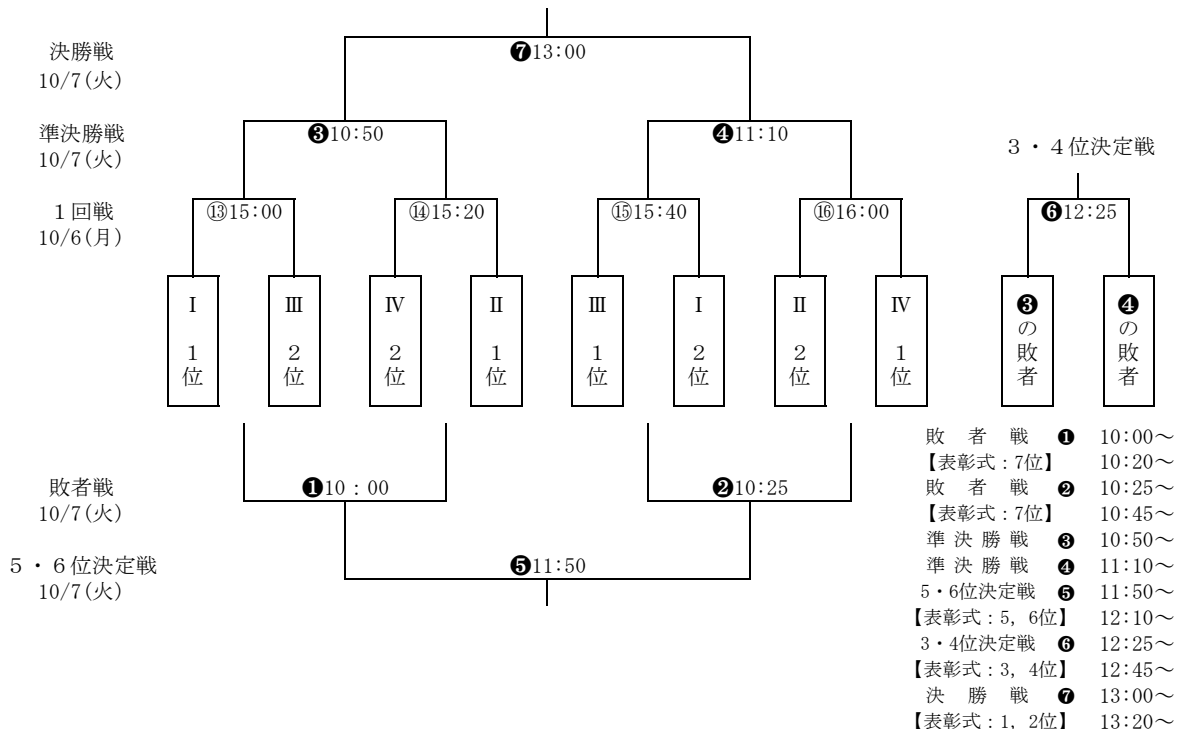 決勝戦
10/7(火)
❼13:00
準決勝戦
10/7(火)
❸10:50
❹11:10
3・4位決定戦
1回戦
10/6(月)
⑬15:00
⑭15:20
⑮15:40
⑯16:00
❻12:25
Ⅰ 1位
Ⅲ 2位
Ⅳ 2位
Ⅱ 1位
Ⅲ 1位
Ⅰ 2位
Ⅱ 2位
Ⅳ 1位
❸の敗者
❹の敗者
敗者戦
10/7(火)
❶10:00
❷10:25
5・6位決定戦
10/7(火)
❺11:50
敗者戦 ❶ 10:00～
【表彰式:7位】 10:20～
敗者戦 ❷ 10:25～
【表彰式:7位】 10:45～
準決勝戦 ❸ 10:50～
準決勝戦 ❹ 11:10～
5・6位決定戦 ❺ 11:50～
【表彰式:5, 6位】 12:10～
3・4位決定戦 ❻ 12:25～
【表彰式:3, 4位】 12:45～
決勝戦 ❼ 13:00～
【表彰式:1, 2位】 13:20～